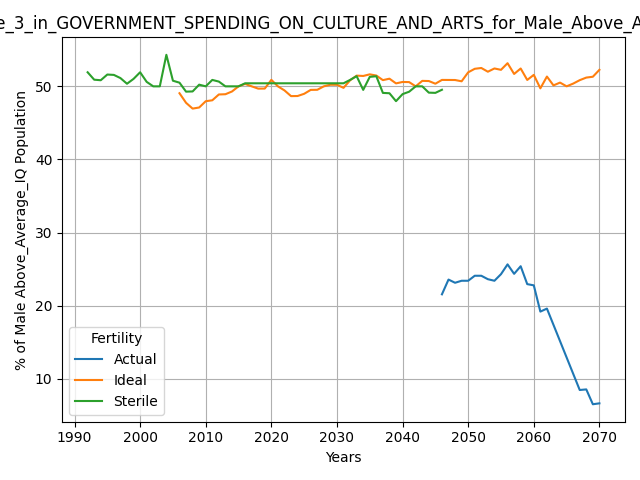 e_3_in_GOVERNMENT_SPENDING_ON_CULTURE_AND_ARTS_for_Male_Above_A
% of Male Above_Average_IQ Population
50
40
30
20
10
Fertility
Actual
Ideal
Sterile
1990 2000 2010 2020 2030 2040 2050 2060 2070
Years